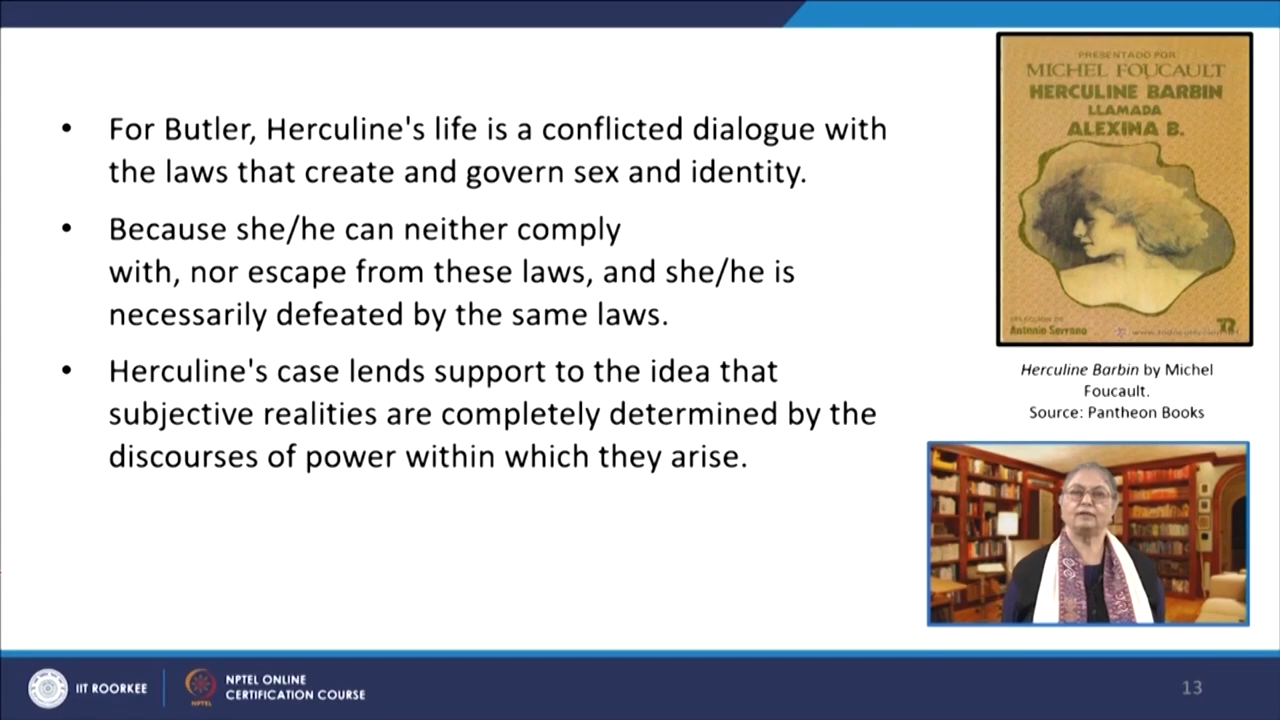 • For Butler, Herculine's life is a conflicted dialogue with
the laws that create and govern sex and identity.
• Because she/he can neither comply
with, nor escape from these laws, and she/he is
necessarily defeated by the same laws.
• Herculine's case lends support to the idea that
subjective realities are completely determined by the
discourses of power within which they arise.
PRESENTADO POR
MICHEL FOUCAULT
HERCULINE BARBIN
LLAMADA
ALEXINA B.
SELECCION DE
Antonio Serrano
Herculine Barbin by Michel
Foucault.
Source: Pantheon Books
IIT ROORKEE
NPTEL
NPTEL ONLINE
CERTIFICATION COURSE
13